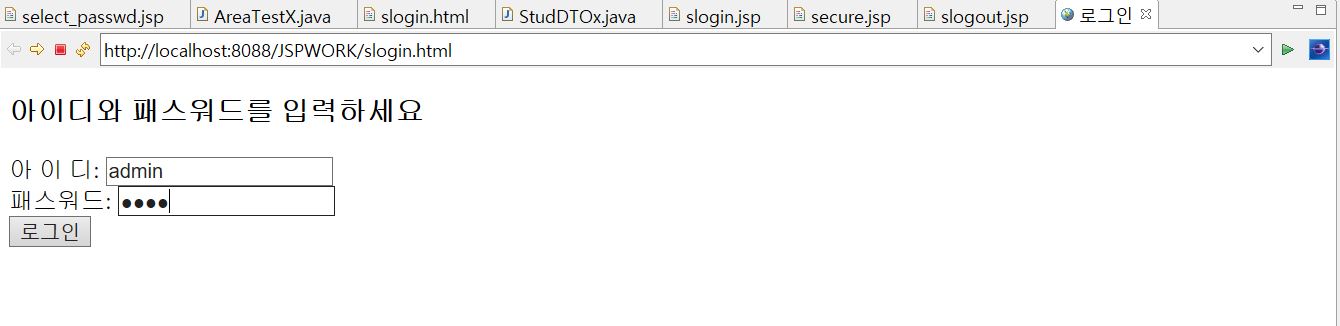 select_passwd.jsp AreaTestX.java slogin.html StudDTOx.java slogin.jsp secure.jsp slogout.jsp 로그인
http://localhost:8088/JSPWORK/slogin.html
아이디와 패스워드를 입력하세요
아 이 디: admin
패스워드: ●●●●
로그인